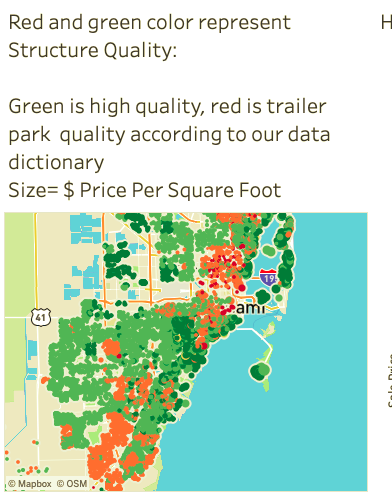 Red and green color represent
Structure Quality:
Green is high quality, red is trailer
park quality according to our data
dictionary
Size= $ Price Per Square Foot
H
41
19
ami
© Mapbox © OSM